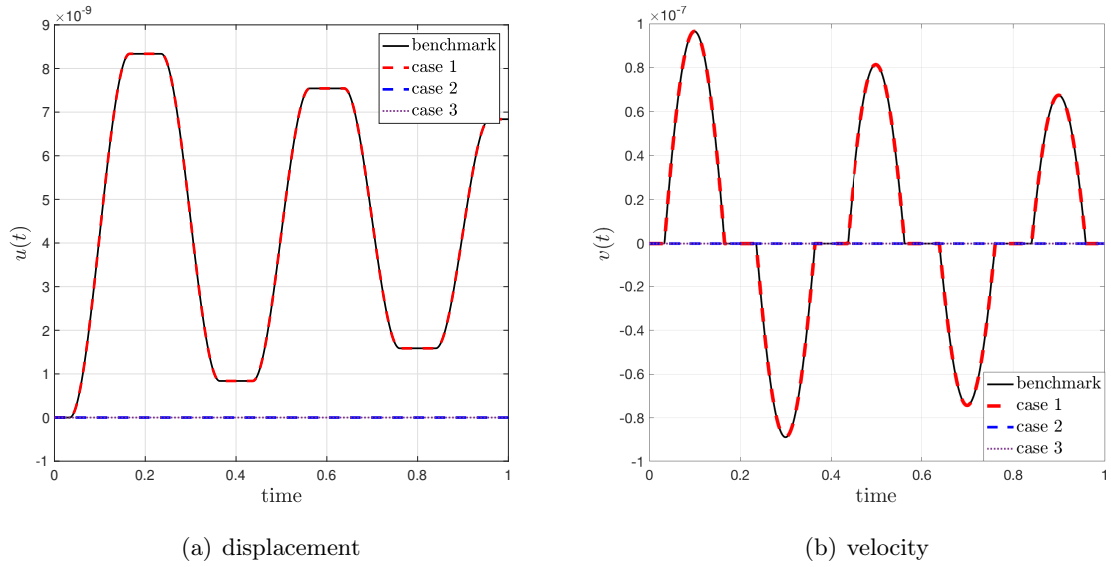 ×10⁻⁹
9
8
7
6
5
4
3
2
1
0
-1
u(t)
0
0.2
0.4
0.6
0.8
1
time
benchmark
case 1
case 2
case 3
(a) displacement
×10⁻⁷
1
0.8
0.6
0.4
0.2
0
-0.2
-0.4
-0.6
-0.8
-1
v(t)
0
0.2
0.4
0.6
0.8
1
time
benchmark
case 1
case 2
case 3
(b) velocity